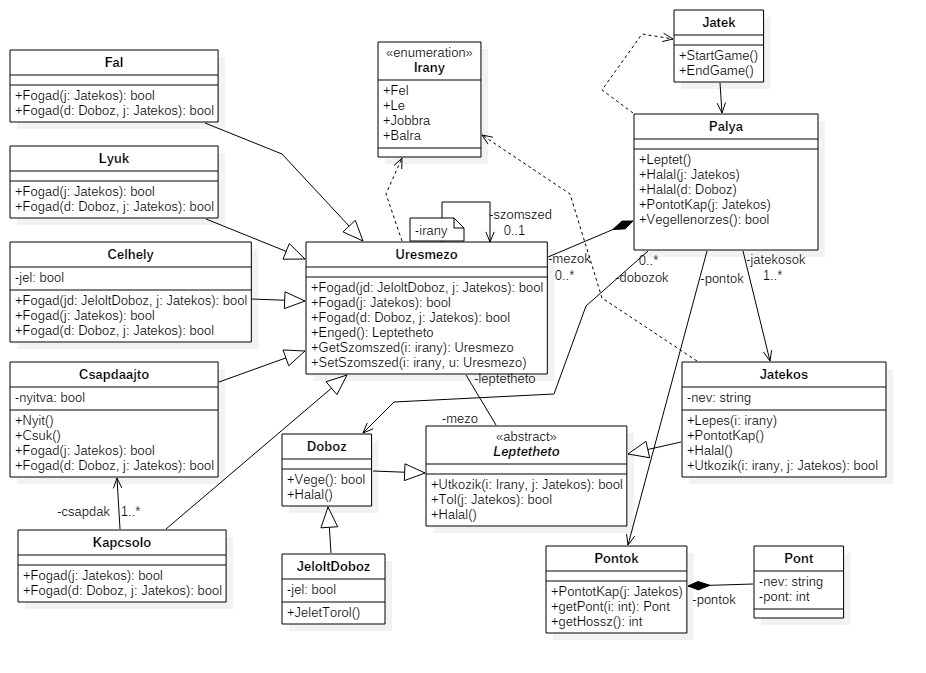 Jatek
+StartGame()
+EndGame()
«enumeration»
Irany
+Fel
+Le
+Jobbra
+Balra
Fal
+Fogad(j: Jatekos): bool
+Fogad(d: Doboz, j: Jatekos): bool
Palya
+Leptet()
+Halal(j: Jatekos)
+Halal(d: Doboz)
+PontotKap(j: Jatekos)
+Vegellenorzes(): bool
Lyuk
+Fogad(j: Jatekos): bool
+Fogad(d: Doboz, j: Jatekos): bool
-irany
-szomszed
0..1
Celhely
-jel: bool
+Fogad(jd: JeloltDoboz, j: Jatekos): bool
+Fogad(j: Jatekos): bool
+Fogad(d: Doboz, j: Jatekos): bool
Uresmezo
+Fogad(jd: JeloltDoboz, j: Jatekos): bool
+Fogad(j: Jatekos): bool
+Fogad(d: Doboz, j: Jatekos): bool
+Enged(): Leptetheto
+GetSzomszed(i: irany): Uresmezo
+SetSzomszed(i: irany, u: Uresmezo)
-mezok
0..*
0..*
-dobozok
-pontok
-jatekosok
1..*
Csapdaajto
-nyitva: bool
+Nyit()
+Csuk()
+Fogad(j: Jatekos): bool
+Fogad(d: Doboz, j: Jatekos): bool
-leptetheto
-mezo
Jatekos
-nev: string
+Lepes(i: irany)
+PontotKap()
+Halal()
+Utkozik(i: irany, j: Jatekos): bool
Doboz
+Vege(): bool
+Halal()
«abstract»
Leptetheto
+Utkozik(i: Irany, j: Jatekos): bool
+Tol(j: Jatekos): bool
+Halal()
-csapdak
1..*
Kapcsolo
+Fogad(j: Jatekos): bool
+Fogad(d: Doboz, j: Jatekos): bool
JeloltDoboz
-jel: bool
+JeletTorol()
Pontok
+PontotKap(j: Jatekos)
+getPont(i: int): Pont
+getHossz(): int
-pontok
Pont
-nev: string
-pont: int